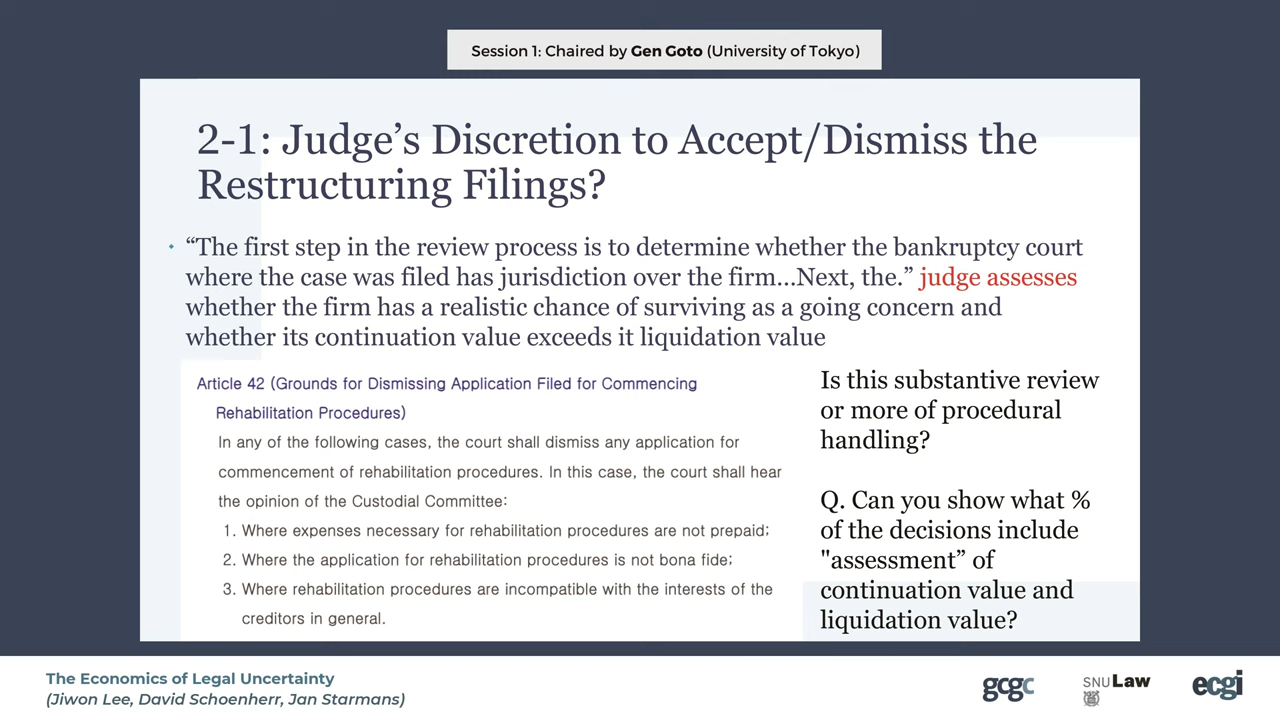 Session 1: Chaired by Gen Goto (University of Tokyo)
2-1: Judge’s Discretion to Accept/Dismiss the
Restructuring Filings?
“The first step in the review process is to determine whether the bankruptcy court
where the case was filed has jurisdiction over the firm...Next, the.” judge assesses
whether the firm has a realistic chance of surviving as a going concern and
whether its continuation value exceeds it liquidation value
Article 42 (Grounds for Dismissing Application Filed for Commencing
Rehabilitation Procedures)
In any of the following cases, the court shall dismiss any application for
commencement of rehabilitation procedures. In this case, the court shall hear
the opinion of the Custodial Committee:
1. Where expenses necessary for rehabilitation procedures are not prepaid;
2. Where the application for rehabilitation procedures is not bona fide;
3. Where rehabilitation procedures are incompatible with the interests of the
creditors in general.
Is this substantive review
or more of procedural
handling?
Q. Can you show what %
of the decisions include
"assessment” of
continuation value and
liquidation value?
The Economics of Legal Uncertainty
(Jiwon Lee, David Schoenherr, Jan Starmans)
gcgc
SNU Law
ecgi